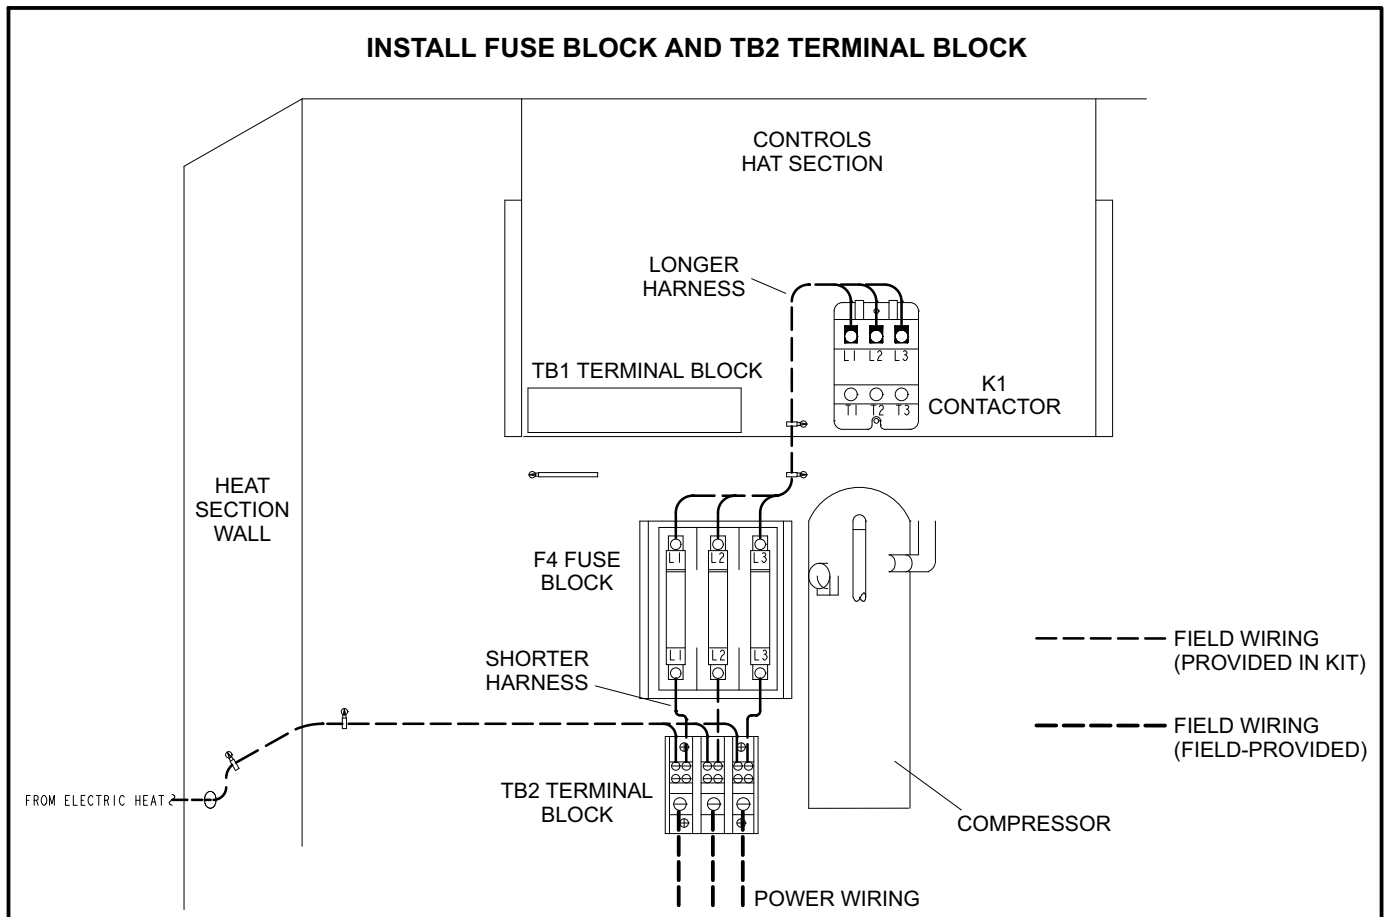 INSTALL FUSE BLOCK AND TB2 TERMINAL BLOCK
CONTROLS
HAT SECTION
LONGER
HARNESS
L1 L2 L3
TB1 TERMINAL BLOCK
K1
CONTACTOR
T1 T2 T3
HEAT
SECTION
WALL
F4 FUSE
BLOCK
L1 L2 L3
L1 L2 L3
SHORTER
HARNESS
FIELD WIRING
(PROVIDED IN KIT)
FIELD WIRING
(FIELD-PROVIDED)
FROM ELECTRIC HEAT
TB2 TERMINAL
BLOCK
COMPRESSOR
POWER WIRING